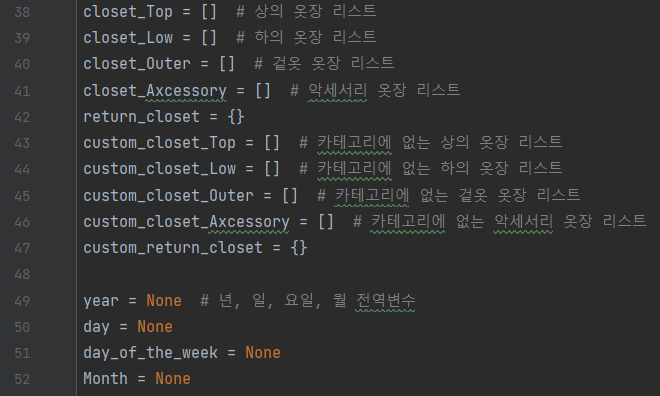 38 closet_Top = []  # 상의 옷장 리스트
39 closet_Low = []  # 하의 옷장 리스트
40 closet_Outer = []  # 겉옷 옷장 리스트
41 closet_Axcessory = []  # 악세서리 옷장 리스트
42 return_closet = {}
43 custom_closet_Top = []  # 카테고리에 없는 상의 옷장 리스트
44 custom_closet_Low = []  # 카테고리에 없는 하의 옷장 리스트
45 custom_closet_Outer = []  # 카테고리에 없는 겉옷 옷장 리스트
46 custom_closet_Axcessory = []  # 카테고리에 없는 악세서리 옷장 리스트
47 custom_return_closet = {}
48
49 year = None  # 년, 일, 요일, 월 전역변수
50 day = None
51 day_of_the_week = None
52 Month = None